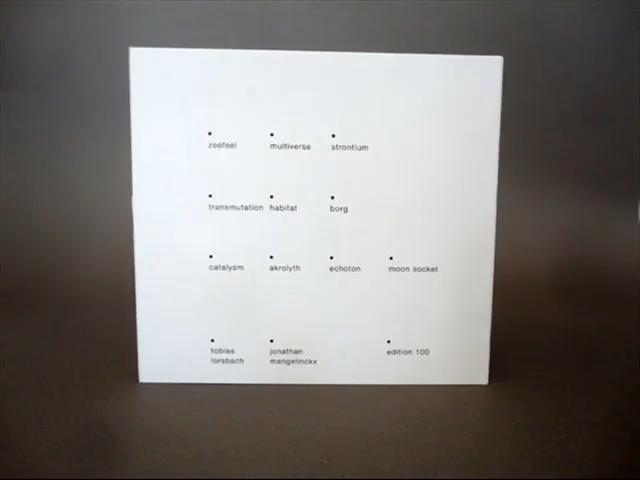 zeefeel multiverse strontium
transmutation habitat borg
catalysm akrolyth echoton moon socket
tobias jonathan edition 100
lorsbach mangelinckx